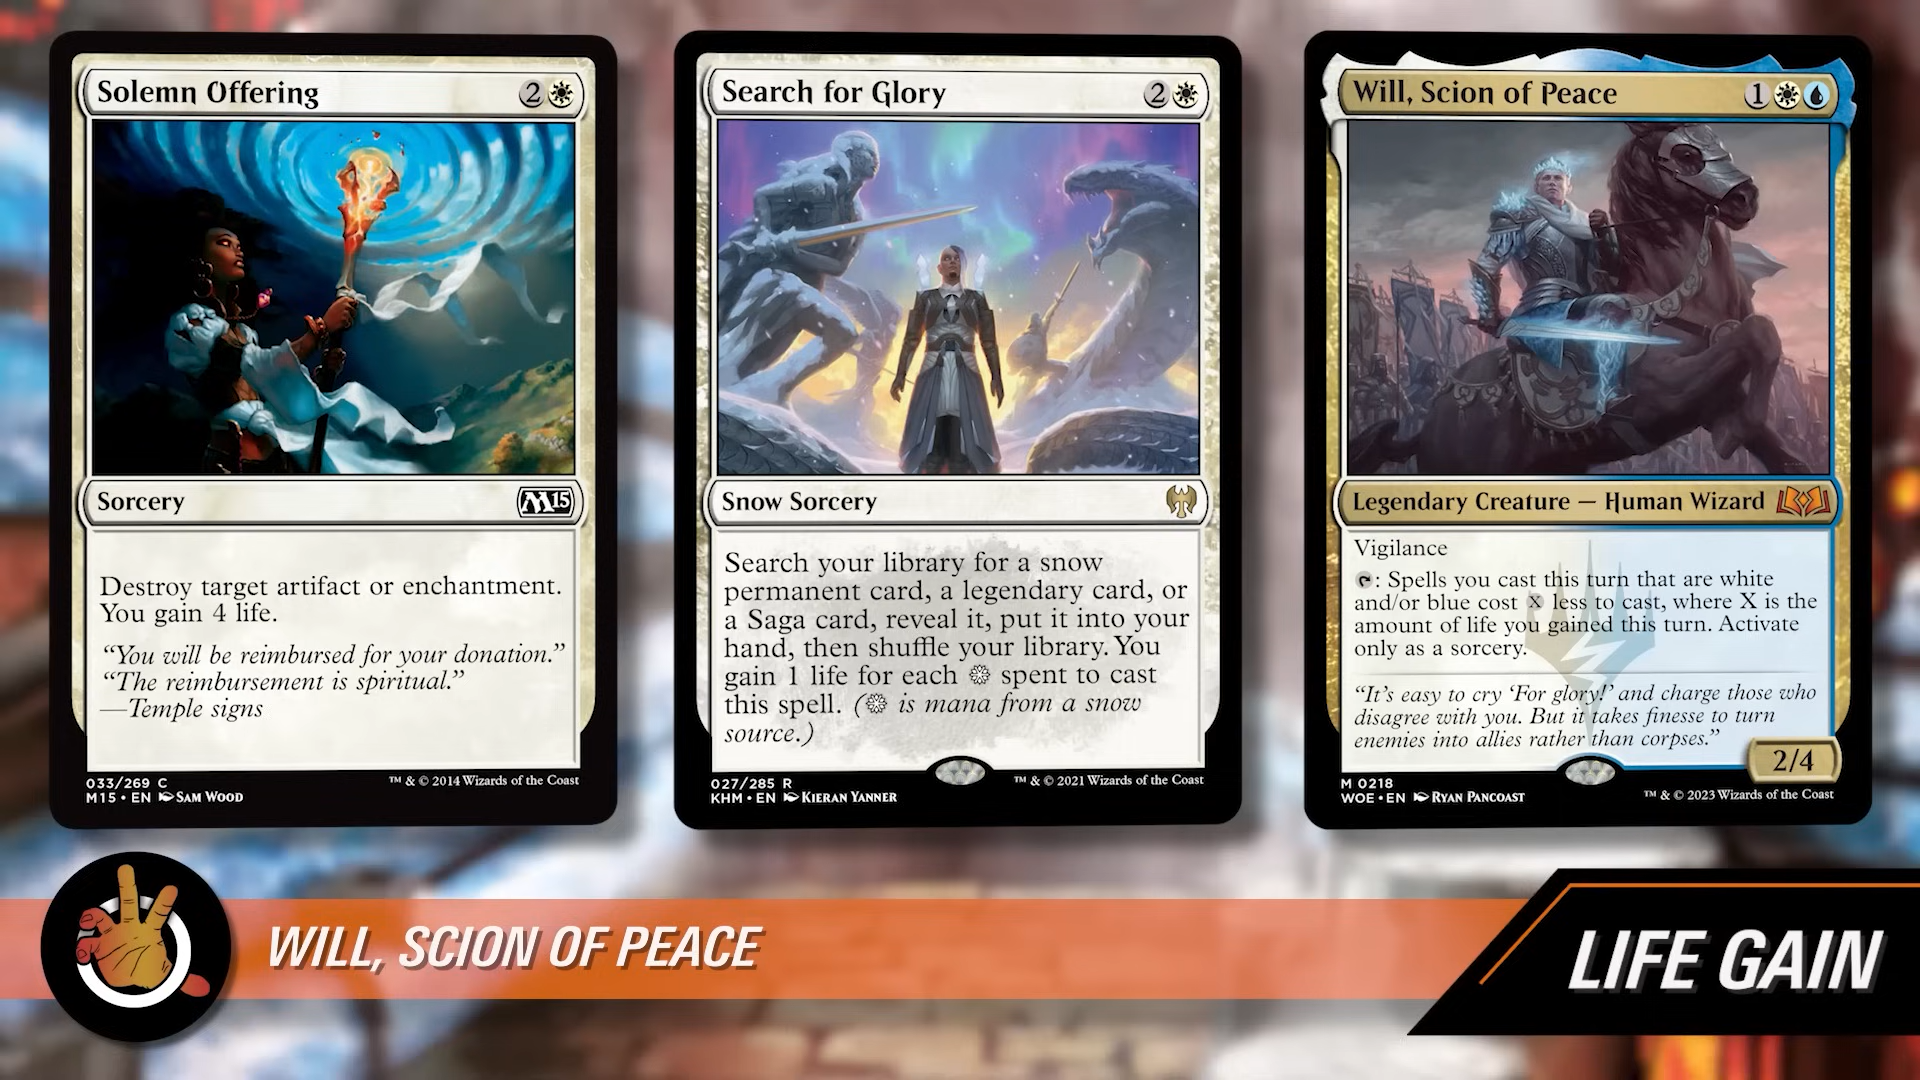 Solemn Offering 2
Sorcery M15
Destroy target artifact or enchantment.
You gain 4 life.
“You will be reimbursed for your donation.”
“The reimbursement is spiritual.”
—Temple signs
033/269 C
M15 • EN Sam Wood
™ & © 2014 Wizards of the Coast
Search for Glory 2
Snow Sorcery
Search your library for a snow
permanent card, a legendary card, or
a Saga card, reveal it, put it into your
hand, then shuffle your library. You
gain 1 life for each spent to cast
this spell. ( is mana from a snow
source.)
027/285 R
KHM • EN Kieran Yanner
™ & © 2021 Wizards of the Coast
Will, Scion of Peace 1
Legendary Creature — Human Wizard
Vigilance
: Spells you cast this turn that are white
and/or blue cost X less to cast, where X is the
amount of life you gained this turn. Activate
only as a sorcery.
“It’s easy to cry ‘For glory!’ and charge those who
disagree with you. But it takes finesse to turn
enemies into allies rather than corpses.”
2/4
M 0218
WOE • EN Ryan Pancoast
™ & © 2023 Wizards of the Coast
WILL, SCION OF PEACE
LIFE GAIN